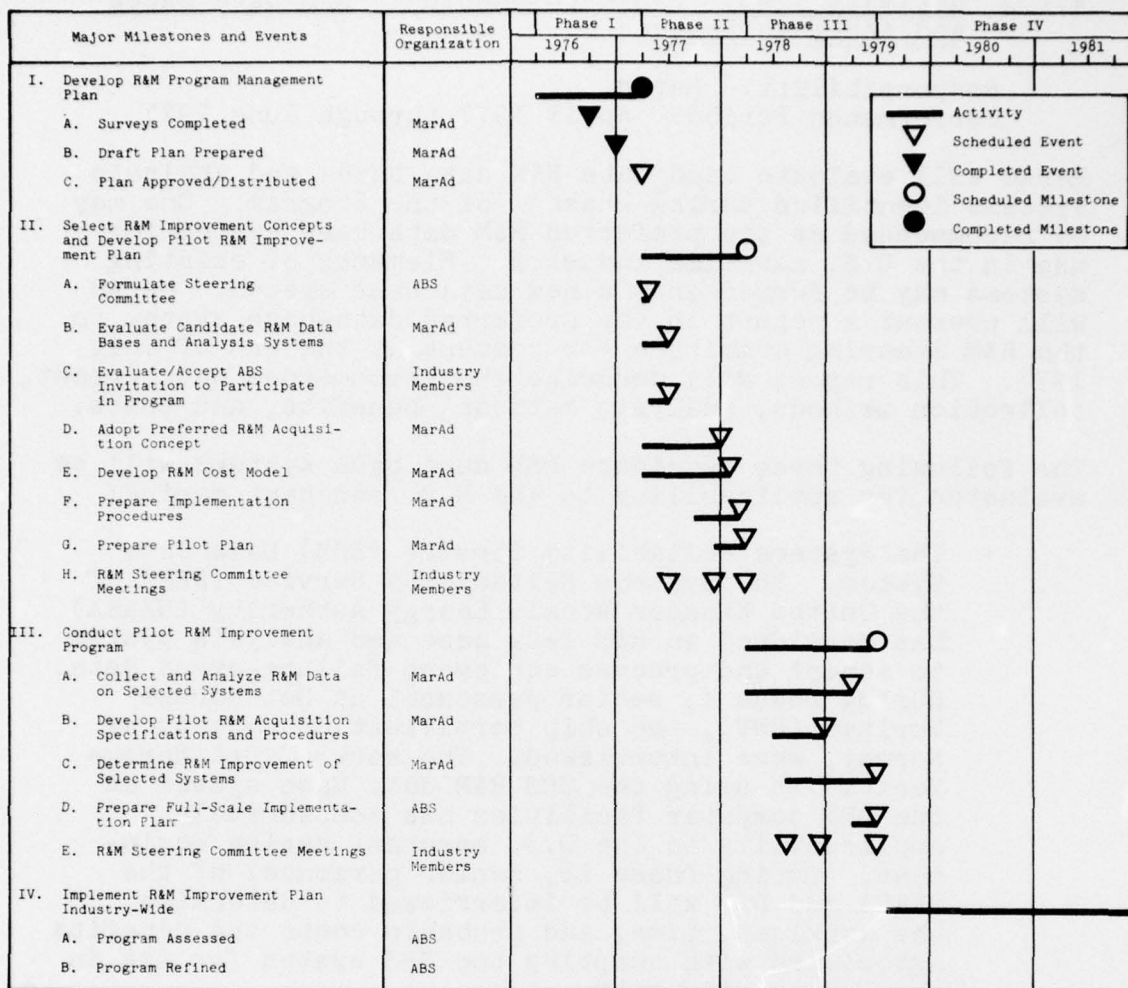 Major Milestones and Events
Responsible
Organization
Phase I
Phase II
Phase III
Phase IV
1976
1977
1978
1979
1980
1981
I. Develop R&M Program Management
Plan
A. Surveys Completed MarAd
B. Draft Plan Prepared MarAd
C. Plan Approved/Distributed MarAd
II. Select R&M Improvement Concepts
and Develop Pilot R&M Improve-
ment Plan
A. Formulate Steering ABS
Committee
B. Evaluate Candidate R&M Data MarAd
Bases and Analysis Systems
C. Evaluate/Accept ABS Industry
Invitation to Participate Members
in Program
D. Adopt Preferred R&M Acquisi- MarAd
tion Concept
E. Develop R&M Cost Model MarAd
F. Prepare Implementation MarAd
Procedures
G. Prepare Pilot Plan MarAd
H. R&M Steering Committee Industry
Meetings Members
III. Conduct Pilot R&M Improvement
Program
A. Collect and Analyze R&M Data MarAd
on Selected Systems
B. Develop Pilot R&M Acquisition MarAd
Specifications and Procedures
C. Determine R&M Improvement of MarAd
Selected Systems
D. Prepare Full-Scale Implementa- ABS
tion Plan
E. R&M Steering Committee Meetings Industry
Members
IV. Implement R&M Improvement Plan
Industry-Wide
A. Program Assessed ABS
B. Program Refined ABS
Activity
Scheduled Event
Completed Event
Scheduled Milestone
Completed Milestone